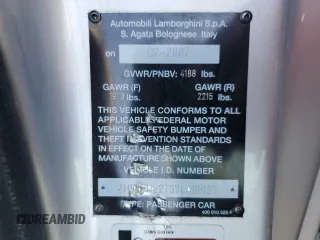 Automobili Lamborghini S.p.A.
S. Agata Bolognese Italy
on
GVWR/PNBV: 4188 lbs.
GAWR (F) GAWR (R)
lbs. 2215 lbs.
THIS VEHICLE CONFORMS TO ALL
APPLICABLE FEDERAL MOTOR
VEHICLE SAFETY BUMPER AND
THEFT PREVENTION STANDARDS
IN EFFECT ON THE DATE OF
MANUFACTURE SHOWN ABOVE
VEHICLE I.D. NUMBER
TYPE: PASSENGER CAR
400 010 525 F
DREAMBID